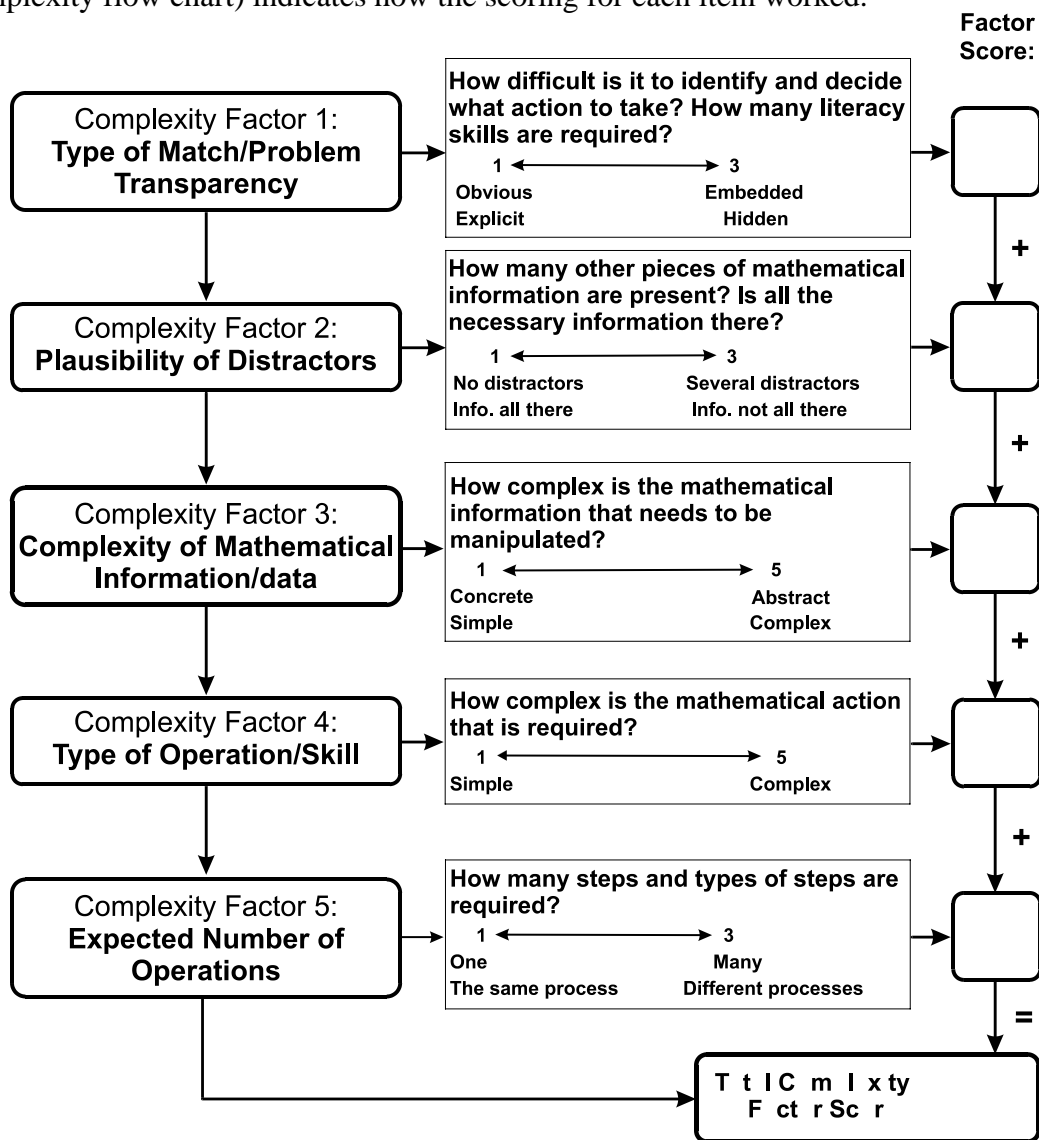 plexity flow chart) indicates how the scoring for each item worked.
Factor
Score:
Complexity Factor 1:
Type of Match/Problem
Transparency
How difficult is it to identify and decide
what action to take? How many literacy
skills are required?
1 3
Obvious Embedded
Explicit Hidden
+
Complexity Factor 2:
Plausibility of Distractors
How many other pieces of mathematical
information are present? Is all the
necessary information there?
1 3
No distractors Several distractors
Info. all there Info. not all there
+
Complexity Factor 3:
Complexity of Mathematical
Information/data
How complex is the mathematical
information that needs to be
manipulated?
1 5
Concrete Abstract
Simple Complex
+
Complexity Factor 4:
Type of Operation/Skill
How complex is the mathematical action
that is required?
1 5
Simple Complex
+
Complexity Factor 5:
Expected Number of
Operations
How many steps and types of steps are
required?
1 3
One Many
The same process Different processes
=
T t l C m l x ty
F ct r Sc r